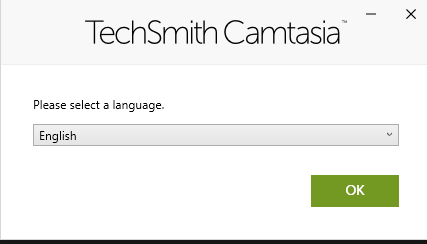 TechSmith Camtasia™
Please select a language.
English
OK